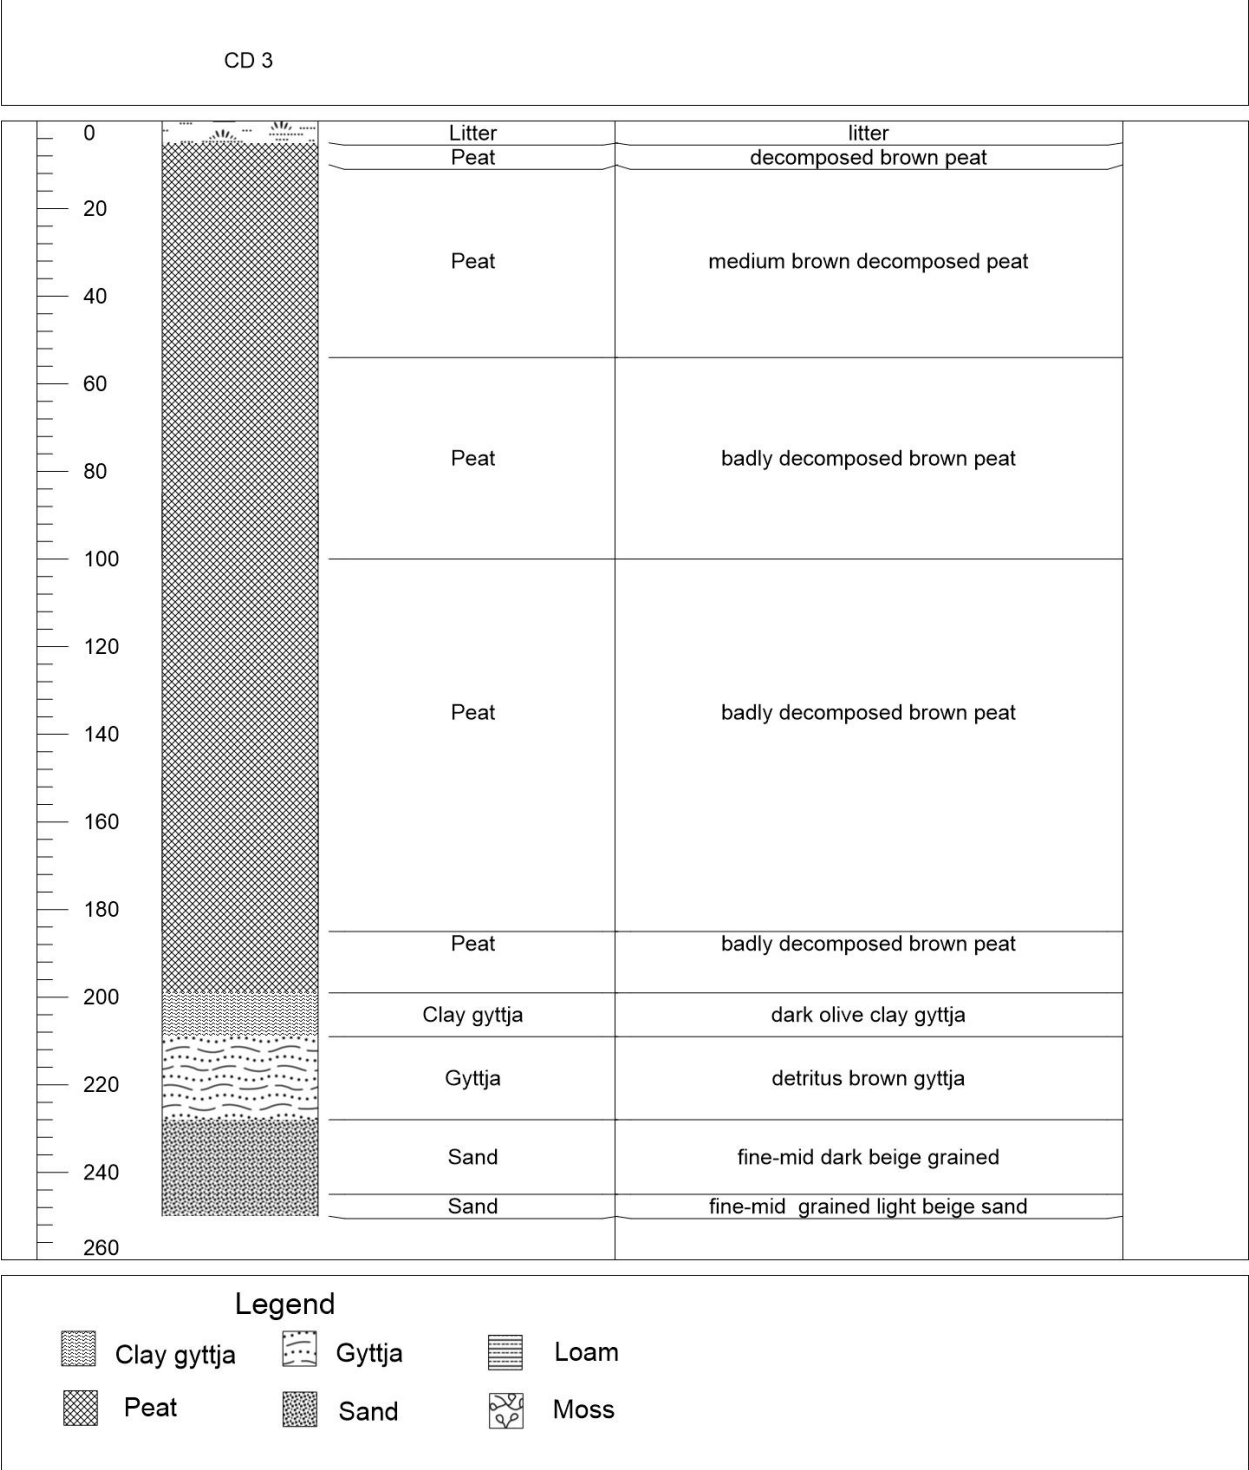 CD 3
0 Litter litter
Peat decomposed brown peat
20
Peat medium brown decomposed peat
40
60
Peat badly decomposed brown peat
80
100
120
Peat badly decomposed brown peat
140
160
180
Peat badly decomposed brown peat
200
Clay gyttja dark olive clay gyttja
220 Gyttja detritus brown gyttja
Sand fine-mid dark beige grained
240
Sand fine-mid  grained light beige sand
260
Legend
Clay gyttja Gyttja Loam
Peat Sand Moss